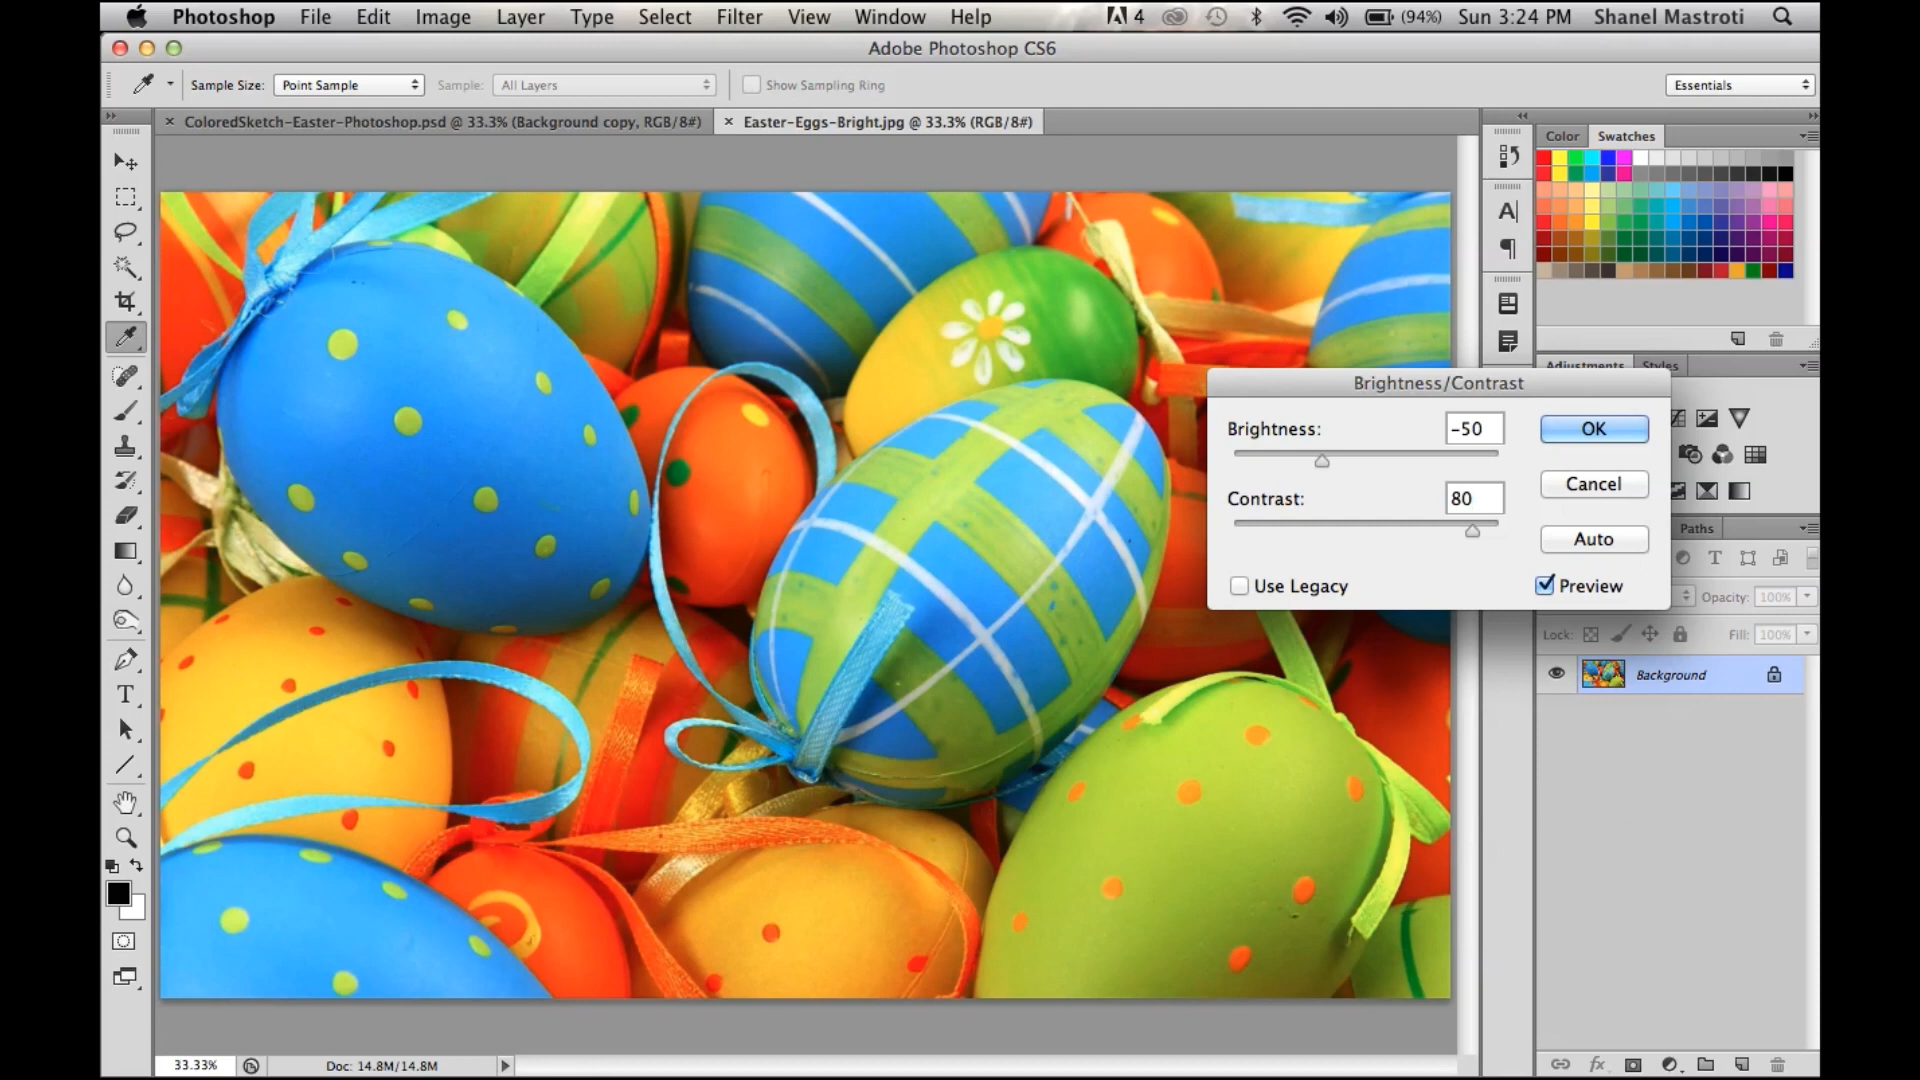 Photoshop File Edit Image Layer Type Select Filter View Window Help 4 (94%) Sun 3:24 PM Shanel Mastroti
Adobe Photoshop CS6
Sample Size: Point Sample Sample: All Layers Show Sampling Ring Essentials
× ColoredSketch-Easter-Photoshop.psd @ 33.3% (Background copy, RGB/8#) × Easter-Eggs-Bright.jpg @ 33.3% (RGB/8#)
Color Swatches
Adjustments Styles
Brightness/Contrast
Brightness: -50 OK
Contrast: 80 Cancel
Auto
Use Legacy Preview
Paths
Opacity: 100%
Lock: Fill: 100%
Background
33.33% Doc: 14.8M/14.8M